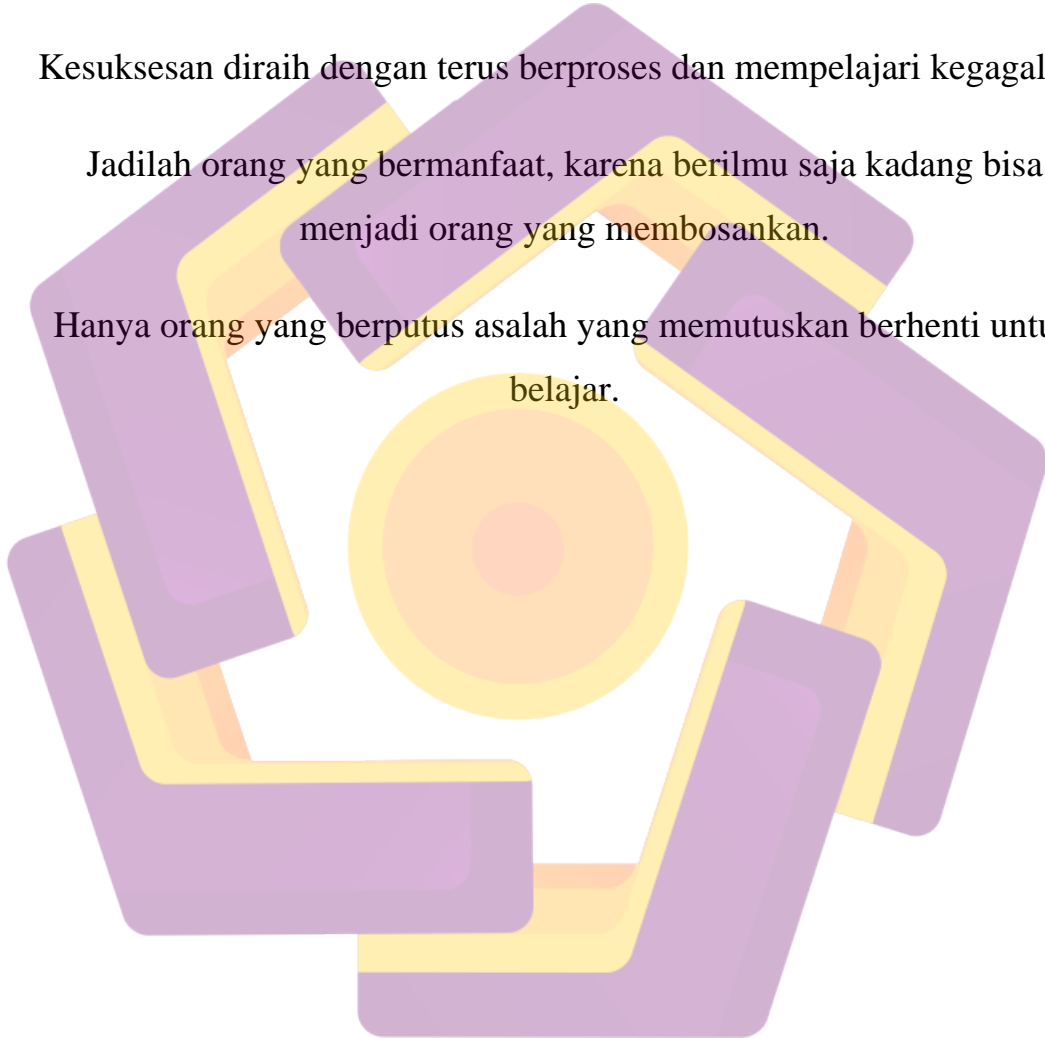 Kesuksesan diraih dengan terus berproses dan mempelajari kegagal
Jadilah orang yang bermanfaat, karena berilmu saja kadang bisa
menjadi orang yang membosankan.
Hanya orang yang berputus asalah yang memutuskan berhenti untu
belajar.